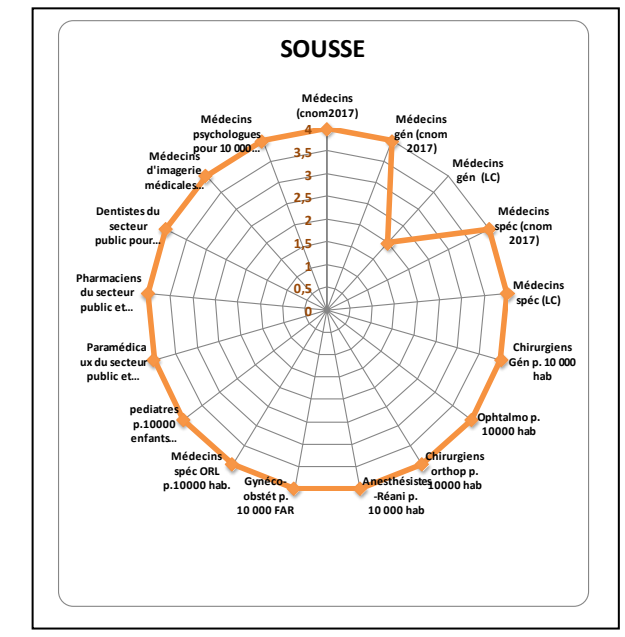 SOUSSE
Médecins
(cnom2017)
Médecins
gén (cnom
2017)
Médecins
gén (LC)
Médecins
spéc (cnom
2017)
Médecins
spéc (LC)
Chirurgiens
Gén p. 10 000
hab
Ophtalmo p.
10000 hab
Chirurgiens
orthop p.
10000 hab
Anesthésistes
-Réani p.
10 000 hab
Gynéco-
obstét p.
10 000 FAR
Médecins
spéc ORL
p.10000 hab.
pediatres
p.10000
enfants...
Paramédica
ux du secteur
public et...
Pharmaciens
du secteur
public et...
Dentistes du
secteur
public pour...
Médecins
d'imagerie
médicales...
Médecins
psychologues
pour 10 000...
4
3,5
3
2,5
2
1,5
1
0,5
0